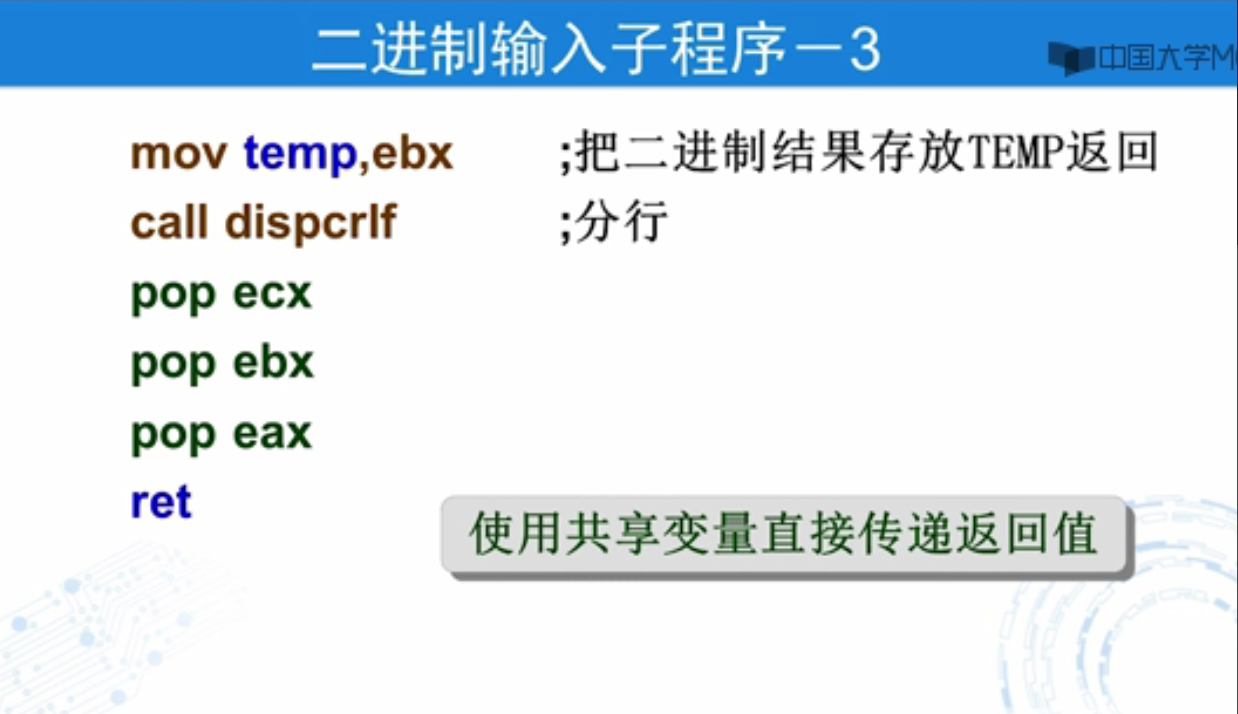 二进制输入子程序－3
中国大学M
mov temp,ebx ;把二进制结果存放TEMP返回
call dispcrlf ;分行
pop ecx
pop ebx
pop eax
ret
使用共享变量直接传递返回值